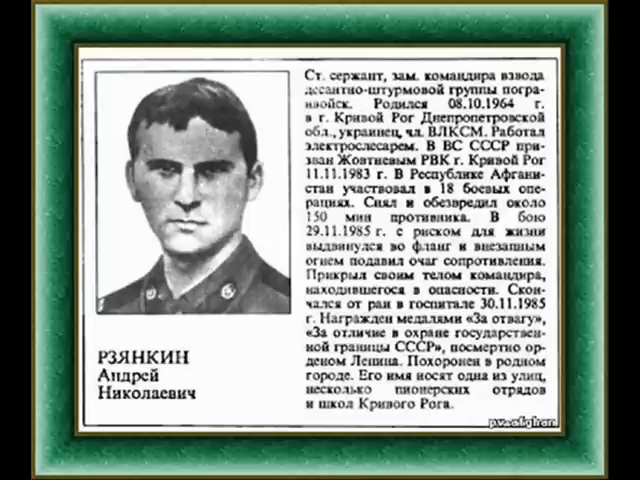 Ст. сержант, зам. командира взвода
десантно-штурмовой группы погра-
нвойск. Родился 08.10.1964 г.
в г. Кривой Рог Днепропетровской
обл., украинец, чл. ВЛКСМ. Работал
электрослесарем. В ВС СССР при-
зван Жовтневым РВК г. Кривой Рог
11.11.1983 г. В Республике Афгани-
стан участвовал в 18 боевых опе-
рациях. Снял и обезвредил около
150 мин противника. В бою
29.11.1985 г. с риском для жизни
выдвинулся во фланг и внезапным
огнем подавил очаг сопротивления.
Прикрыл своим телом командира,
находившегося в опасности. Скон-
чался от ран в госпитале 30.11.1985
г. Награжден медалями «За отвагу»,
«За отличие в охране государствен-
ной границы СССР», посмертно ор-
деном Ленина. Похоронен в родном
городе. Его имя носят одна из улиц,
несколько пионерских отрядов
и школ Кривого Рога.
РЗЯНКИН
Андрей
Николаевич
pv-afghan